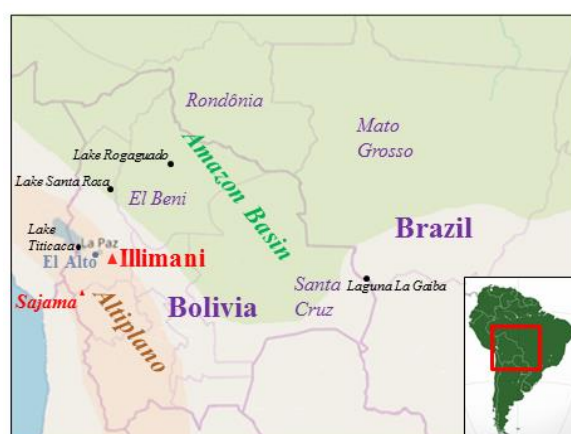 Rondônia
Mato
Grosso
Lake Rogaguado
Lake Santa Rosa
El Beni
Amazon Basin
Lake
Titicaca
La Paz
El Alto
Illimani
Brazil
Sajama
Altiplano
Bolivia
Santa
Cruz
Laguna La Gaiba